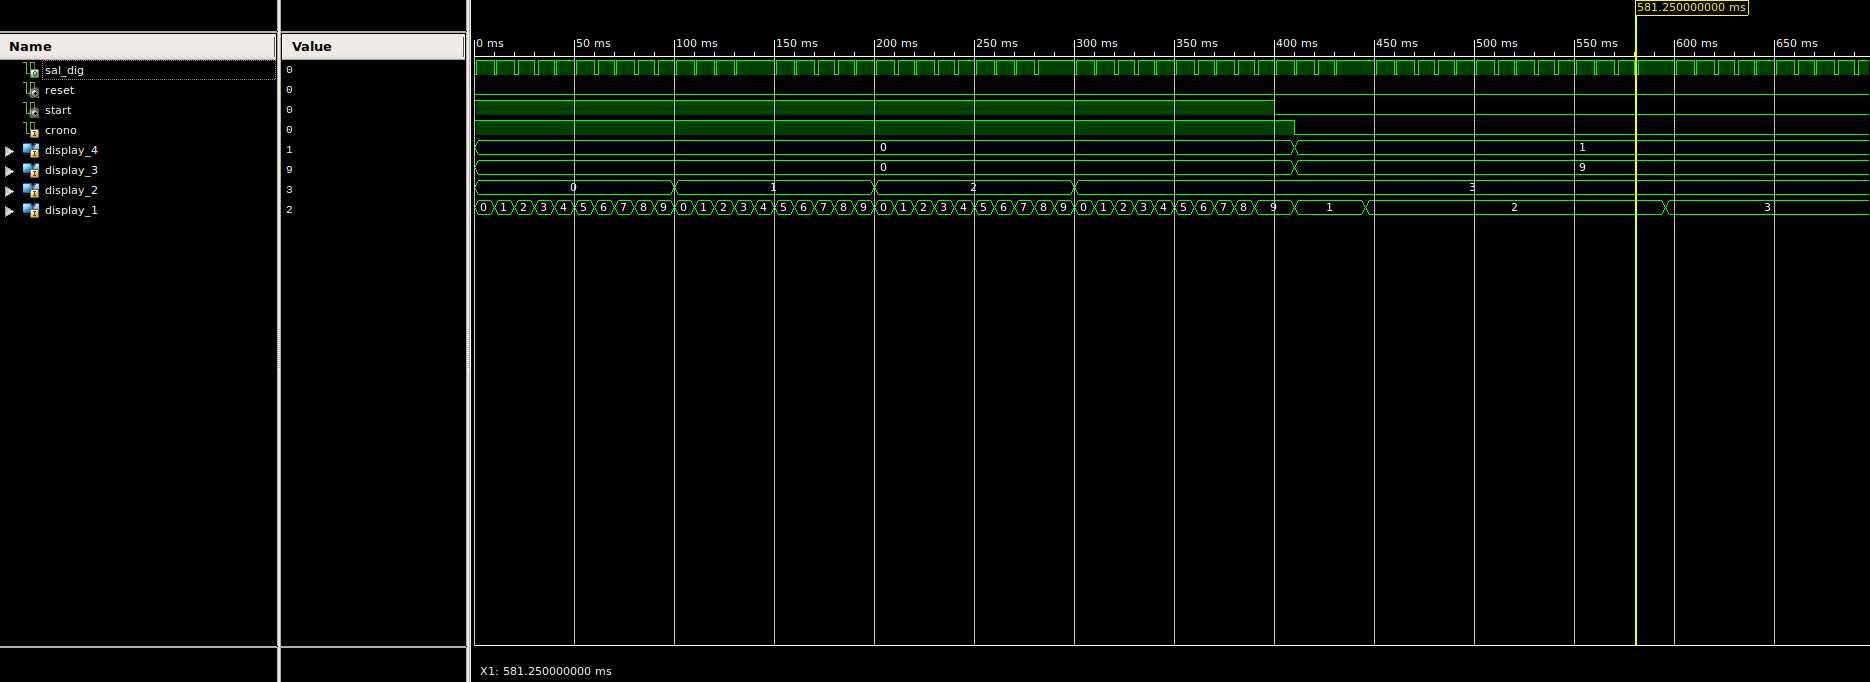 581.250000000 ms
Name Value
0 ms 50 ms 100 ms 150 ms 200 ms 250 ms 300 ms 350 ms 400 ms 450 ms 500 ms 550 ms 600 ms 650 ms
sal_dig 0
reset 0
start 0
crono 0
display_4 1 0 1
display_3 9 0 9
display_2 3 0 1 2 3
display_1 2 0 1 2 3 4 5 6 7 8 9 0 1 2 3 4 5 6 7 8 9 0 1 2 3 4 5 6 7 8 9 0 1 2 3 4 5 6 7 8 9 1 2 3
X1: 581.250000000 ms